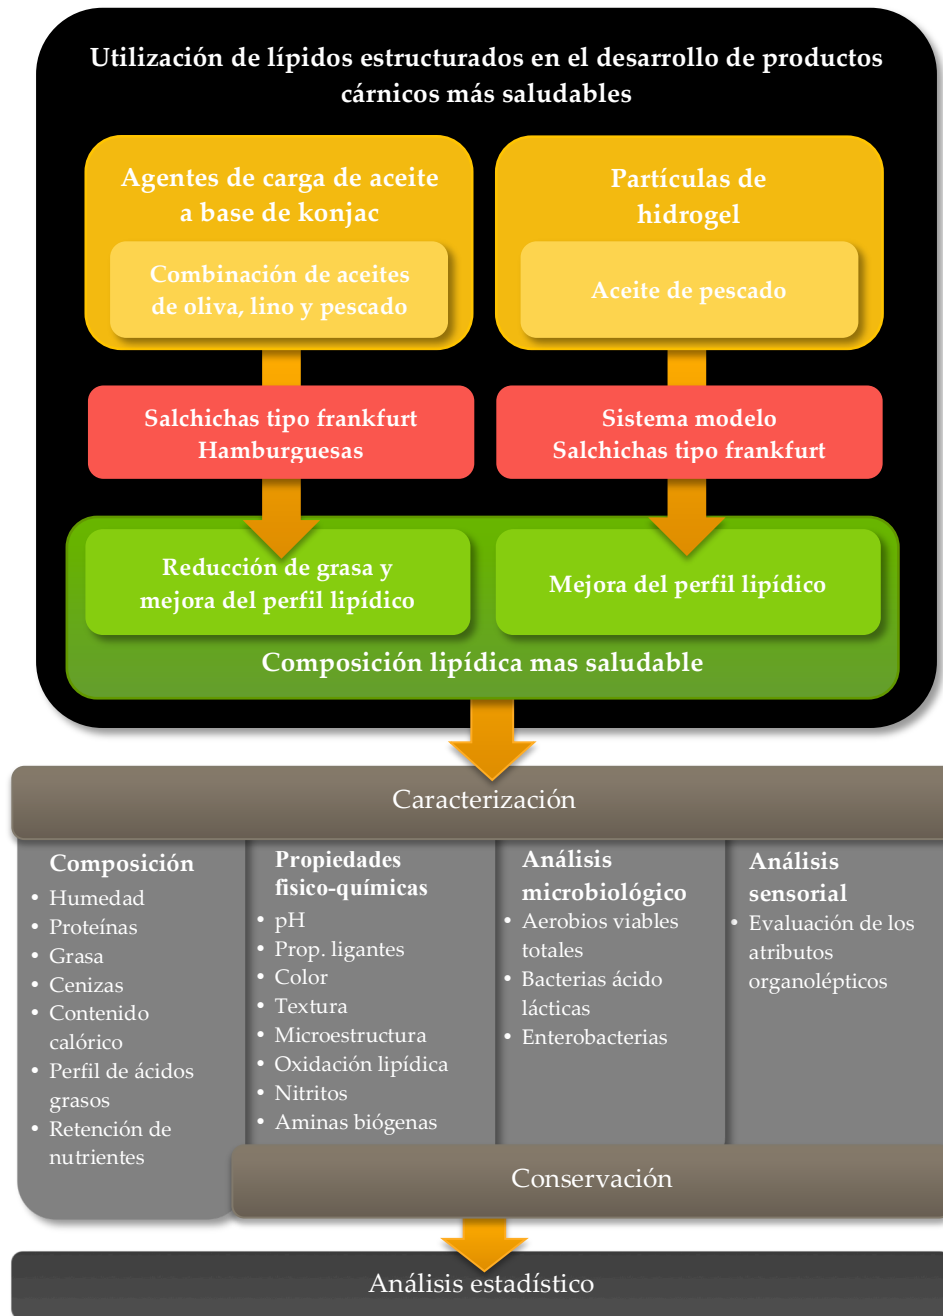 Utilización de lípidos estructurados en el desarrollo de productos
cárnicos más saludables
Agentes de carga de aceite
a base de konjac
Combinación de aceites
de oliva, lino y pescado
Partículas de
hidrogel
Aceite de pescado
Salchichas tipo frankfurt
Hamburguesas
Sistema modelo
Salchichas tipo frankfurt
Reducción de grasa y
mejora del perfil lipídico
Mejora del perfil lipídico
Composición lipídica mas saludable
Caracterización
Composición
• Humedad
• Proteínas
• Grasa
• Cenizas
• Contenido
calórico
• Perfil de ácidos
grasos
• Retención de
nutrientes
Propiedades
fisico-químicas
• pH
• Prop. ligantes
• Color
• Textura
• Microestructura
• Oxidación lipídica
• Nitritos
• Aminas biógenas
Análisis
microbiológico
• Aerobios viables
totales
• Bacterias ácido
lácticas
• Enterobacterias
Análisis
sensorial
• Evaluación de los
atributos
organolépticos
Conservación
Análisis estadístico